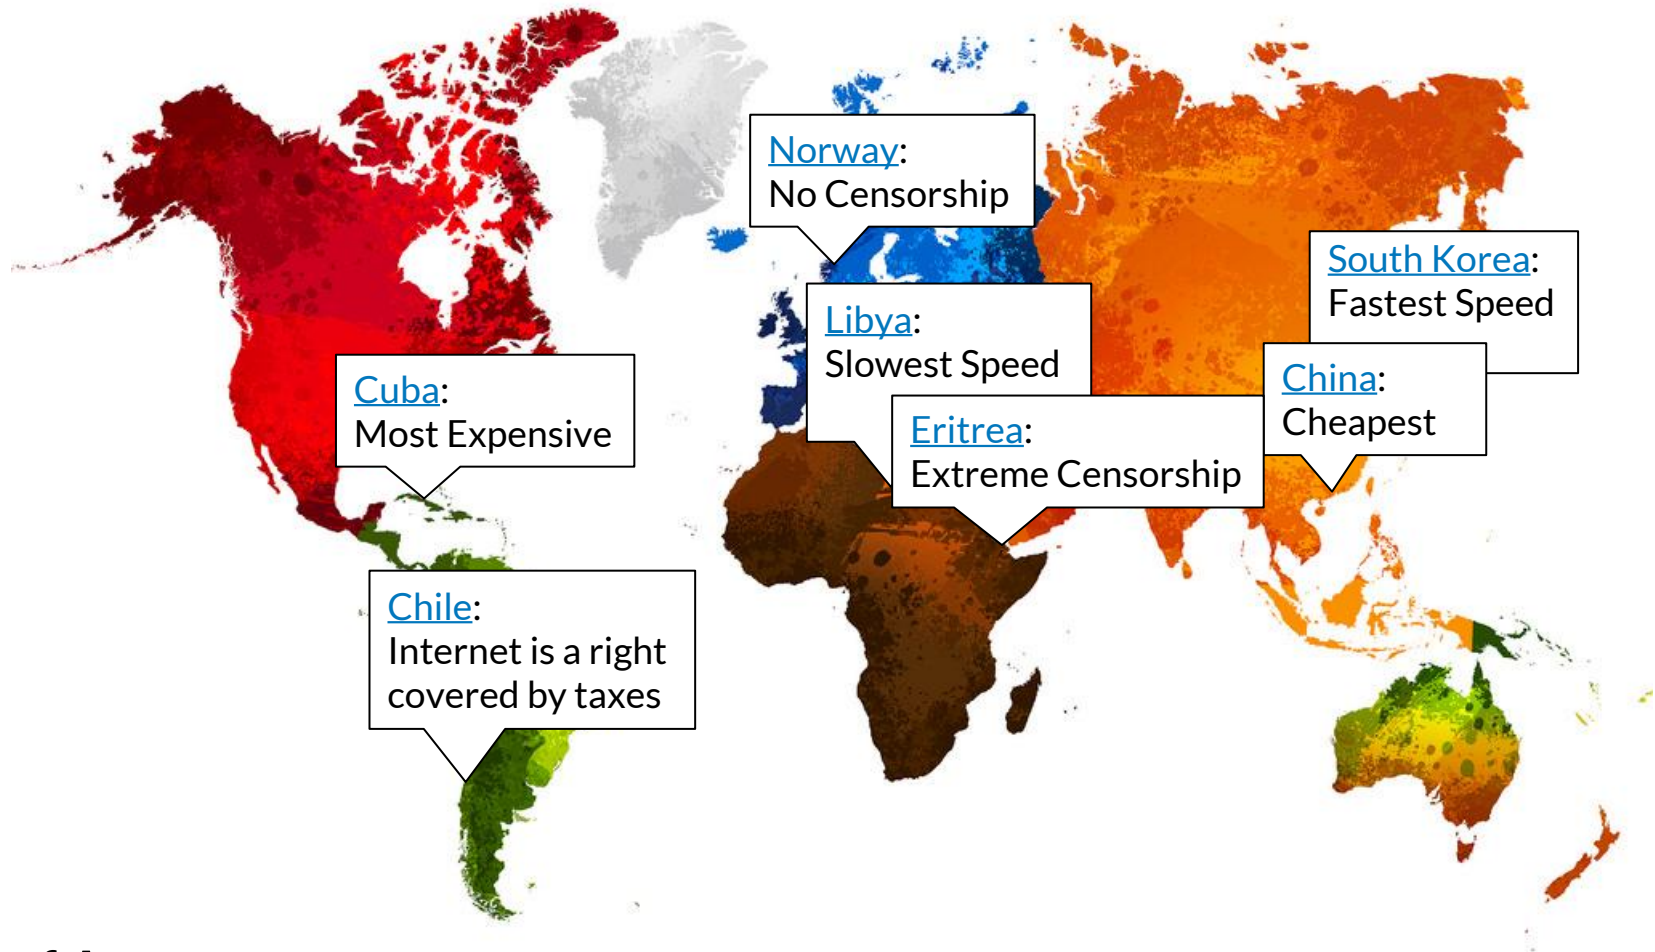 Norway:
No Censorship
South Korea:
Fastest Speed
Libya:
Slowest Speed
Cuba:
Most Expensive
China:
Cheapest
Eritrea:
Extreme Censorship
Chile:
Internet is a right
covered by taxes